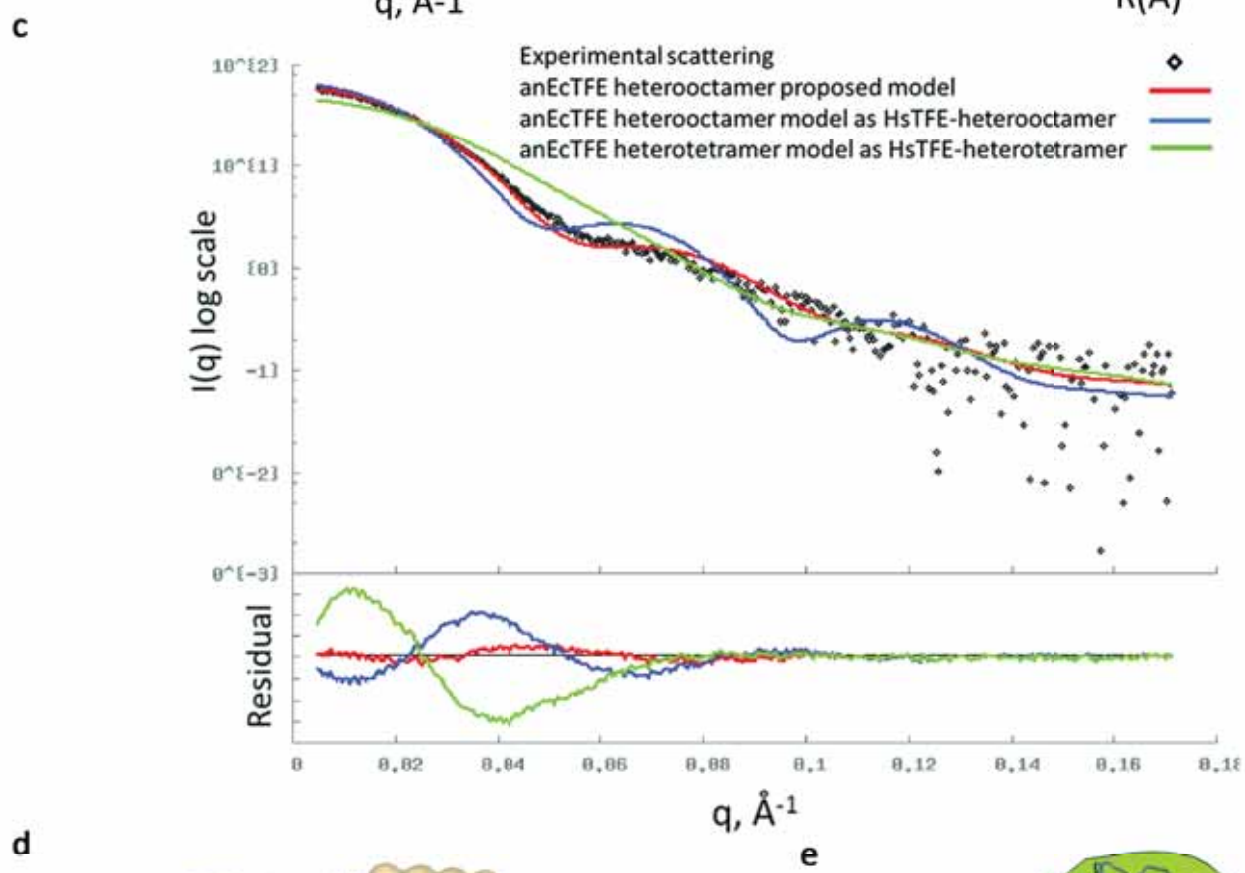 q, Å-1
R(Å)
c
10^[2]
10^[1]
[0]
-1]
0^[-2]
0^[-3]
I(q) log scale
Experimental scattering
anEcTFE heterooctamer proposed model
anEcTFE heterooctamer model as HsTFE-heterooctamer
anEcTFE heterotetramer model as HsTFE-heterotetramer
Residual
0 0.02 0.04 0.06 0.08 0.1 0.12 0.14 0.16 0.18
q, Å-1
d
e